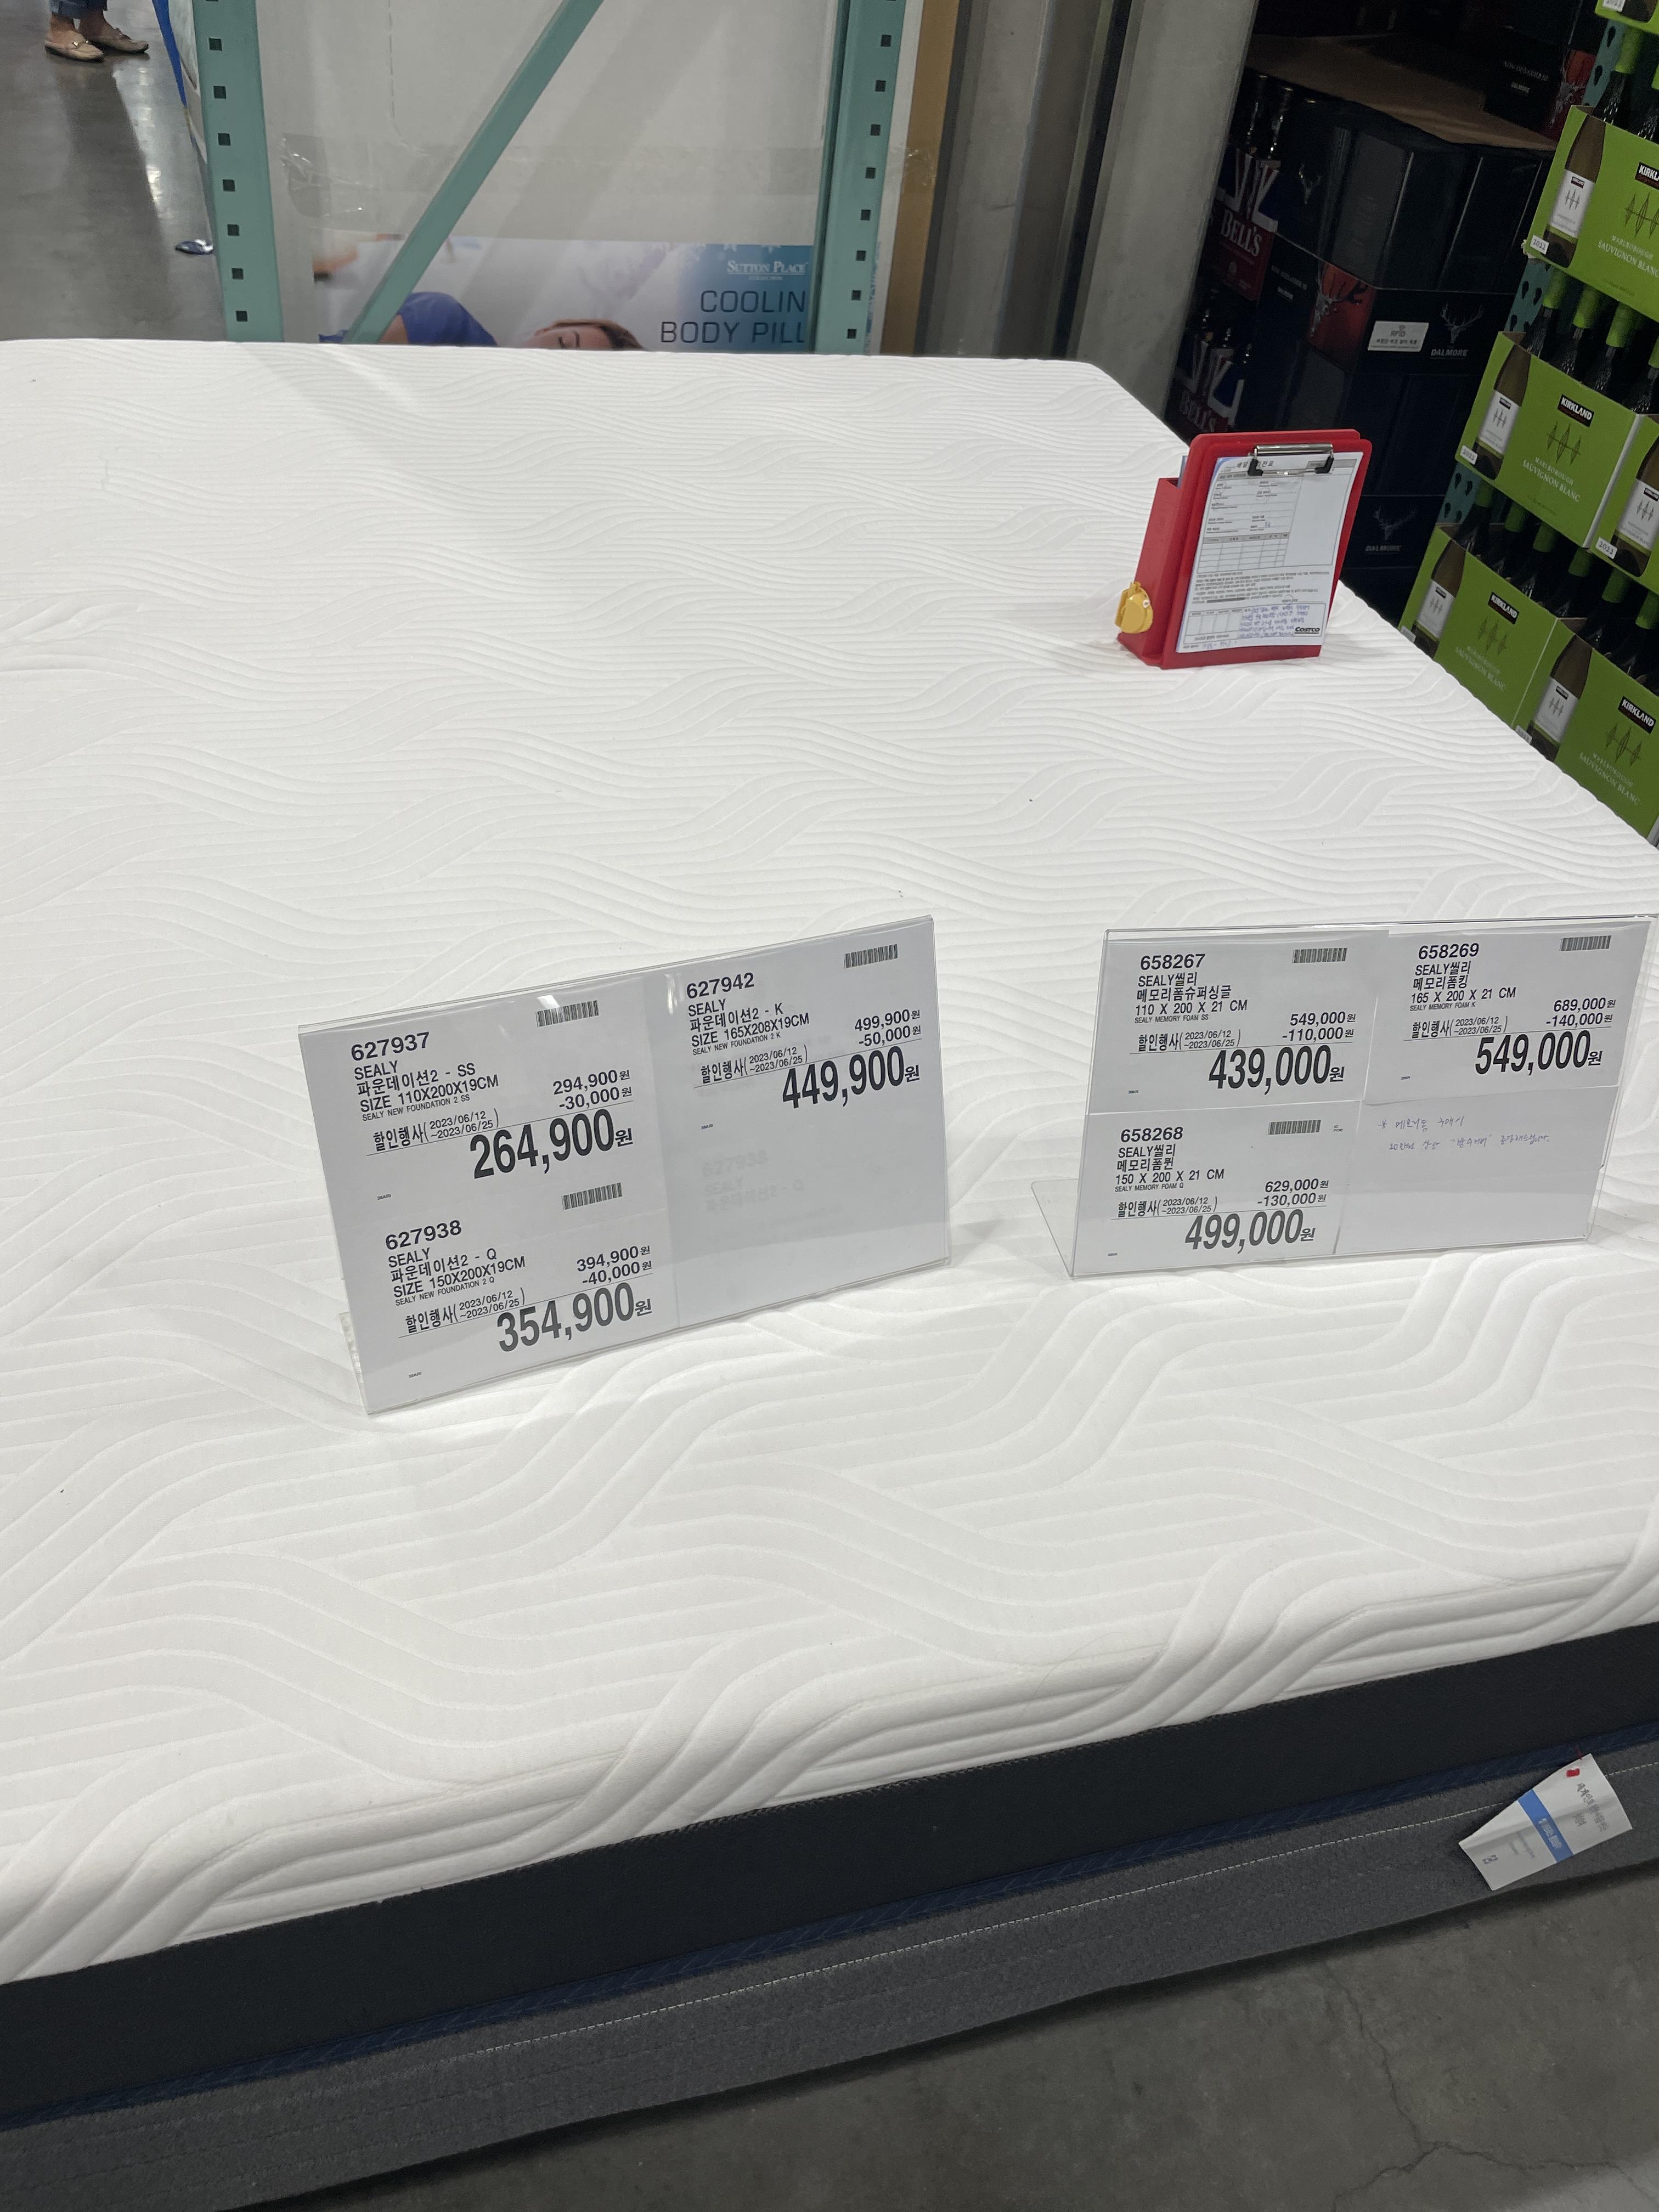 SUTTON PLACE
COOLIN
BODY PILL
BELL'S
DALMORE
DALMORE
KIRKLAND
MARLBOROUGH
SAUVIGNON BLANC
KIRKLAND
MARLBOROUGH
SAUVIGNON BLANC
KIRKLAND
SAUVIGNON BLANC
KIRKLAND
SAUVIGNON BLANC
COSTCO
627937
SEALY
파운데이션2 - SS
SIZE 110X200X19CM
SEALY NEW FOUNDATION 2 SS
294,900원
-30,000원
할인행사(2023/06/12
~2023/06/25)
264,900원
627938
SEALY
파운데이션2 - Q
SIZE 150X200X19CM
SEALY NEW FOUNDATION 2 Q
394,900원
-40,000원
할인행사(2023/06/12
~2023/06/25)
354,900원
627942
SEALY
파운데이션2 - K
SIZE 165X208X19CM
SEALY NEW FOUNDATION 2 K
499,900원
-50,000원
할인행사(2023/06/12
~2023/06/25)
449,900원
658267
SEALY씰리
메모리폼슈퍼싱글
110 X 200 X 21 CM
SEALY MEMORY FOAM SS
549,000원
-110,000원
할인행사(2023/06/12
~2023/06/25)
439,000원
658269
SEALY씰리
메모리폼킹
165 X 200 X 21 CM
SEALY MEMORY FOAM K
689,000원
-140,000원
할인행사(2023/06/12
~2023/06/25)
549,000원
658268
SEALY씰리
메모리폼퀸
150 X 200 X 21 CM
SEALY MEMORY FOAM Q
629,000원
-130,000원
할인행사(2023/06/12
~2023/06/25)
499,000원